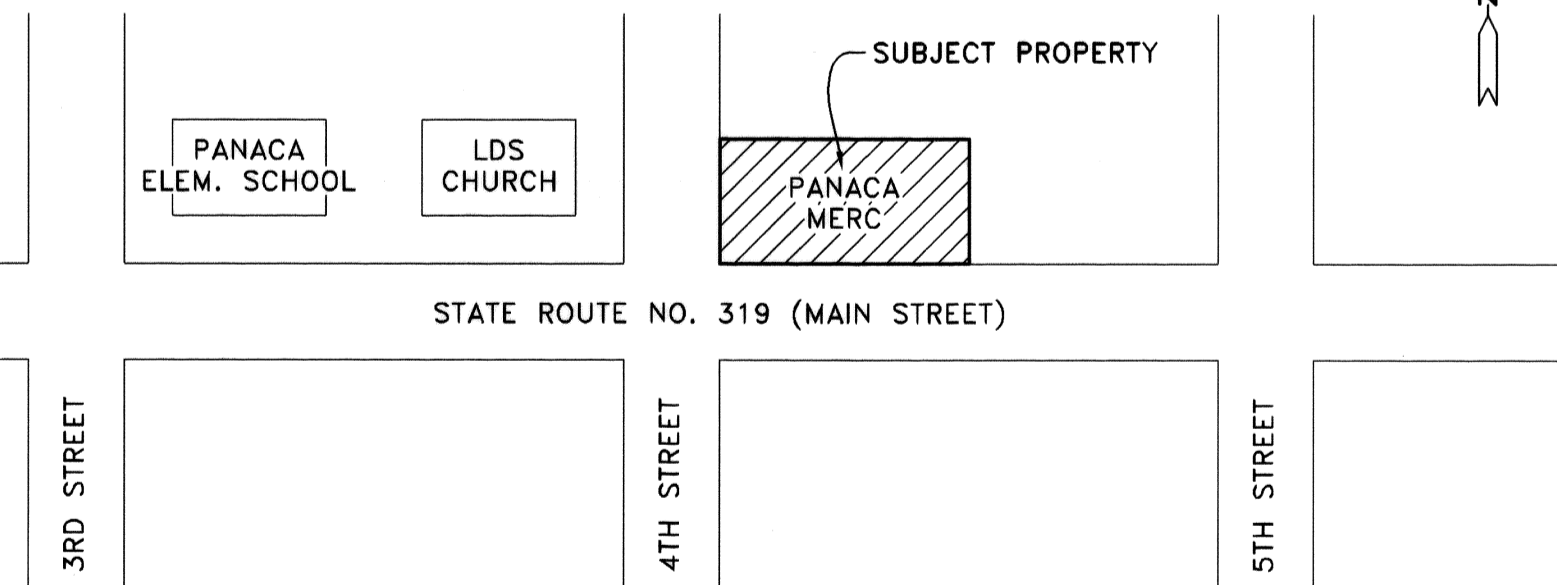 N
SUBJECT PROPERTY
PANACA
ELEM. SCHOOL
LDS
CHURCH
PANACA
MERC
STATE ROUTE NO. 319 (MAIN STREET)
3RD STREET
4TH STREET
5TH STREET